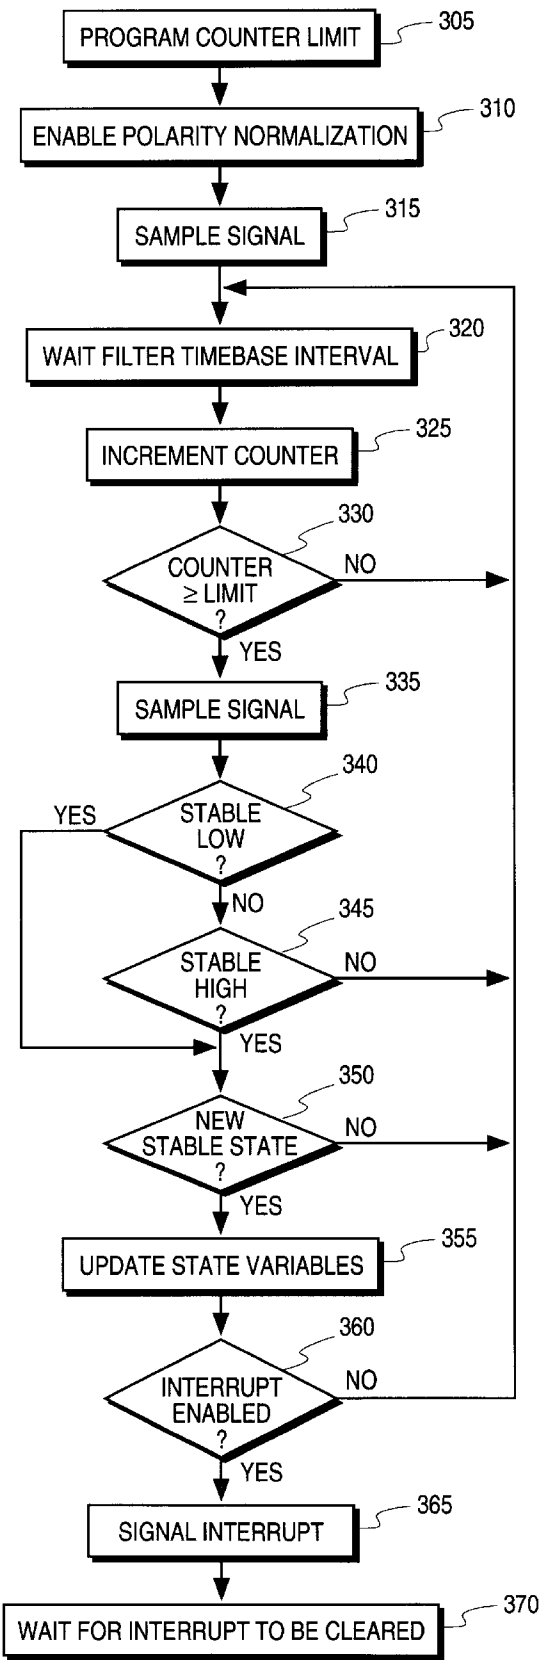 PROGRAM COUNTER LIMIT
305
ENABLE POLARITY NORMALIZATION
310
SAMPLE SIGNAL
315
WAIT FILTER TIMEBASE INTERVAL
320
INCREMENT COUNTER
325
330
COUNTER
≥ LIMIT
?
NO
YES
SAMPLE SIGNAL
335
340
STABLE
LOW
?
YES
NO
345
STABLE
HIGH
?
NO
YES
350
NEW
STABLE STATE
?
NO
YES
UPDATE STATE VARIABLES
355
360
INTERRUPT
ENABLED
?
NO
YES
SIGNAL INTERRUPT
365
WAIT FOR INTERRUPT TO BE CLEARED
370